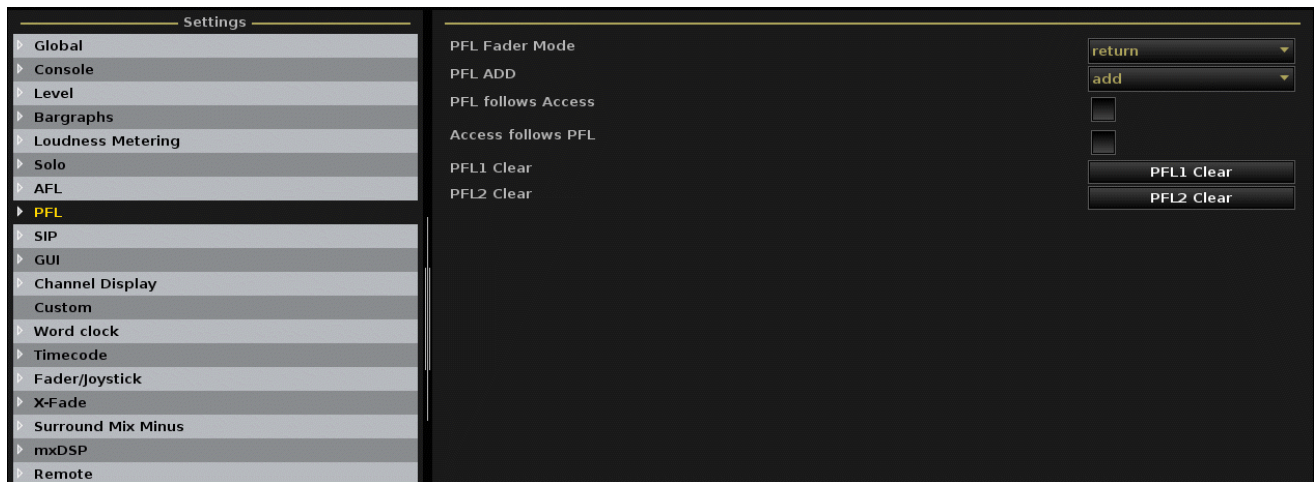 Settings
Global
Console
Level
Bargraphs
Loudness Metering
Solo
AFL
PFL
SIP
GUI
Channel Display
Custom
Word clock
Timecode
Fader/Joystick
X-Fade
Surround Mix Minus
mxDSP
Remote
PFL Fader Mode return
PFL ADD add
PFL follows Access
Access follows PFL
PFL1 Clear PFL1 Clear
PFL2 Clear PFL2 Clear